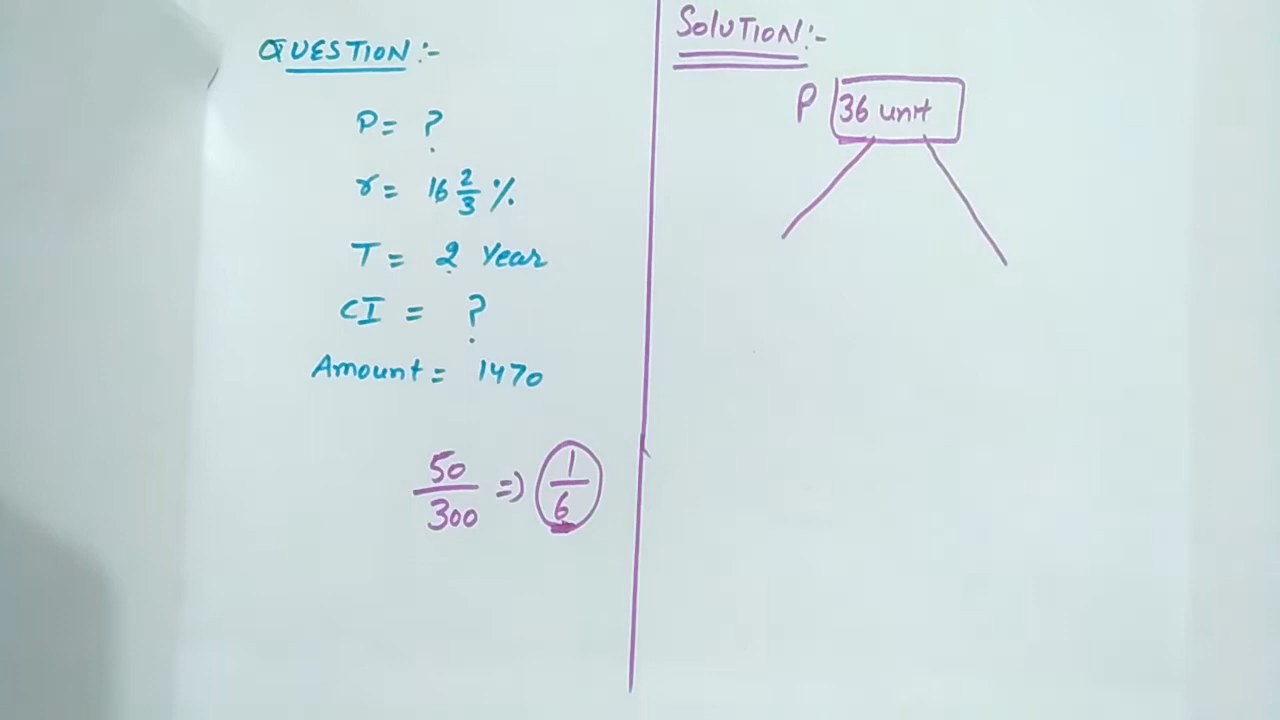 QUESTION :-
P = ?
r = 16 2/3 %
T = 2 Year
CI = ?
Amount = 1470
50/300 => 1/6
SOLUTION :-
P 36 unit